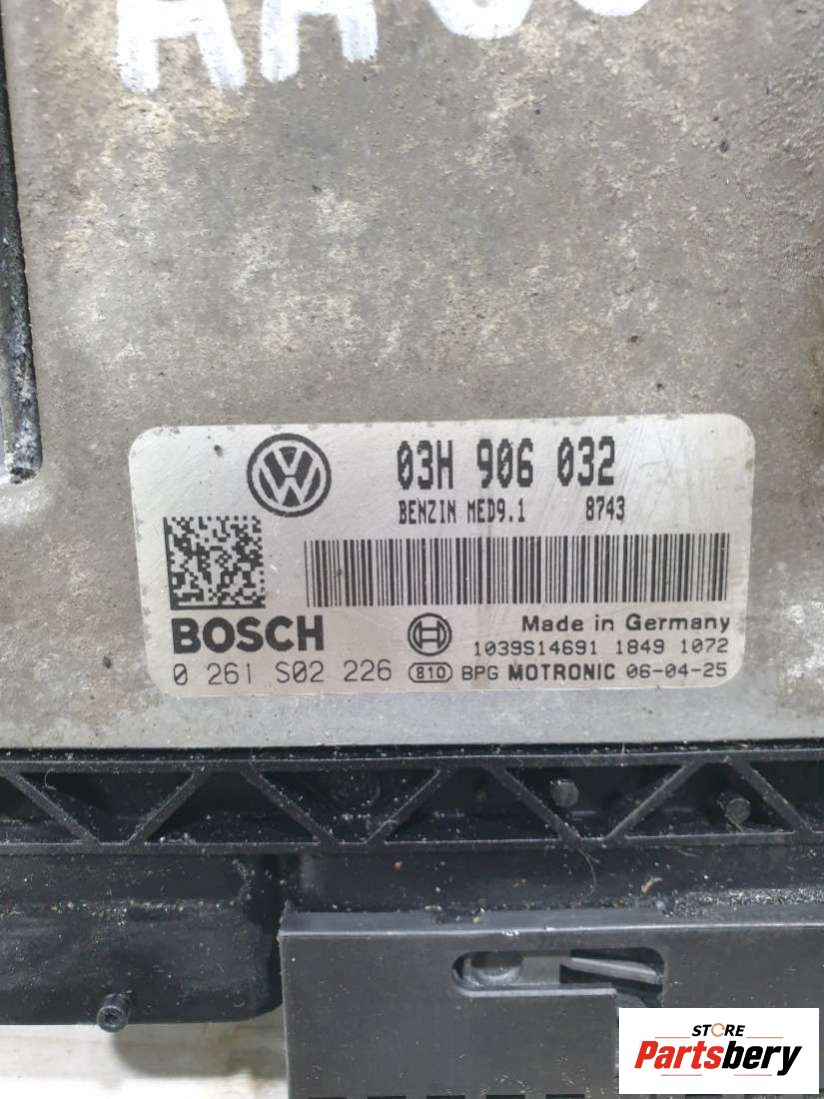 03H 906 032
BENZIN MED9.1 8743
BOSCH
Made in Germany
1039S14691 1849 1072
0 261 S02 226 810 BPG MOTRONIC 06-04-25
STORE
Partsbery